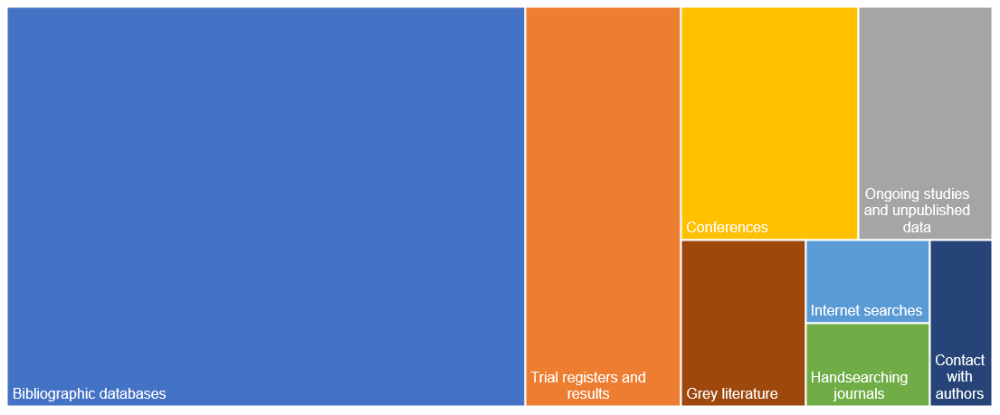 Bibliographic databases
Trial registers and
results
Conferences
Ongoing studies
and unpublished
data
Grey literature
Internet searches
Handsearching
journals
Contact
with
authors